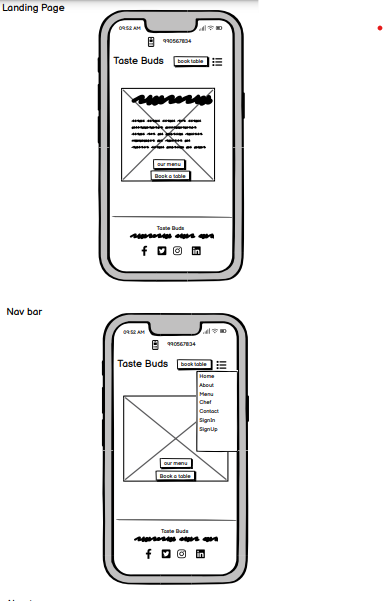 Landing Page
09:52 AM
990567834
Taste Buds
book table
our menu
Book a table
Taste Buds
Nav bar
09:52 AM
990567834
Taste Buds
book table
Home
About
Menu
Chef
Contact
SignIn
SignUp
our menu
Book a table
Taste Buds